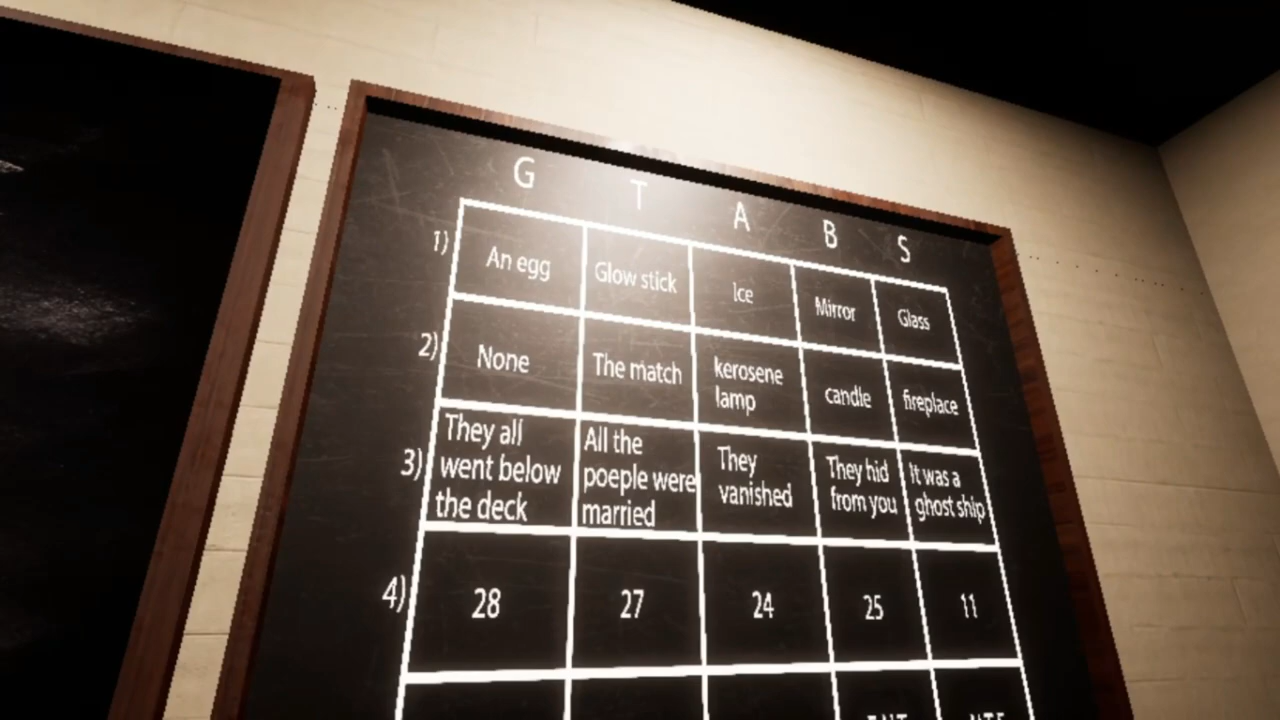 G T A B S
1) An egg Glow stick Ice Mirror Glass
2) None The match kerosene lamp candle fireplace
3) They all went below the deck All the poeple were married They vanished They hid from you It was a ghost ship
4) 28 27 24 25 11